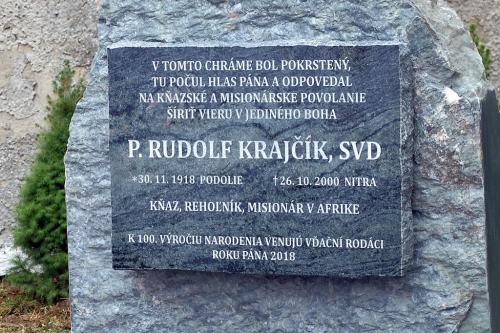 V TOMTO CHRÁME BOL POKRSTENÝ,
TU POČUL HLAS PÁNA A ODPOVEDAL
NA KŇAZSKÉ A MISIONÁRSKE POVOLANIE
ŠÍRIŤ VIERU V JEDINÉHO BOHA
P. RUDOLF KRAJČÍK, SVD
*30. 11. 1918 PODOLIE †26. 10. 2000 NITRA
KŇAZ, REHOĽNÍK, MISIONÁR V AFRIKE
K 100. VÝROČIU NARODENIA VENUJÚ VĎAČNÍ RODÁCI
ROKU PÁNA 2018